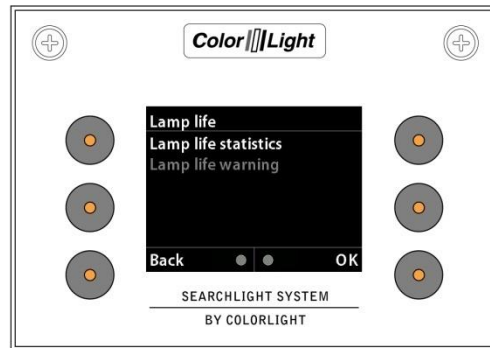 Color Light
Lamp life
Lamp life statistics
Lamp life warning
Back OK
SEARCHLIGHT SYSTEM
BY COLORLIGHT